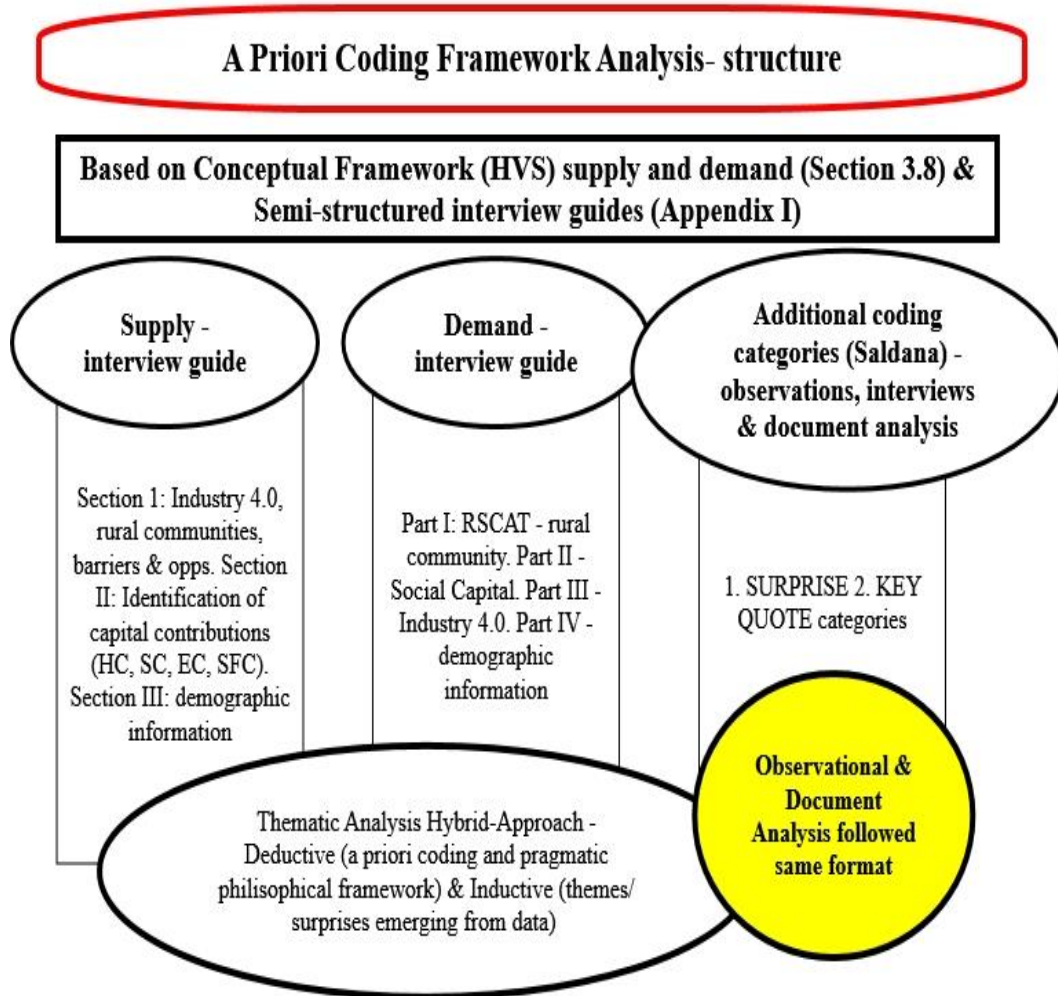 A Priori Coding Framework Analysis- structure
Based on Conceptual Framework (HVS) supply and demand (Section 3.8) &
Semi-structured interview guides (Appendix I)
Supply -
interview guide
Demand -
interview guide
Additional coding
categories (Saldana) -
observations, interviews
& document analysis
Section 1: Industry 4.0,
rural communities,
barriers & opps. Section
II: Identification of
capital contributions
(HC, SC, EC, SFC).
Section III: demographic
information
Part I: RSCAT - rural
community. Part II -
Social Capital. Part III -
Industry 4.0. Part IV -
demographic
information
1. SURPRISE 2. KEY
QUOTE categories
Thematic Analysis Hybrid-Approach -
Deductive (a priori coding and pragmatic
philisophical framework) & Inductive (themes/
surprises emerging from data)
Observational &
Document
Analysis followed
same format